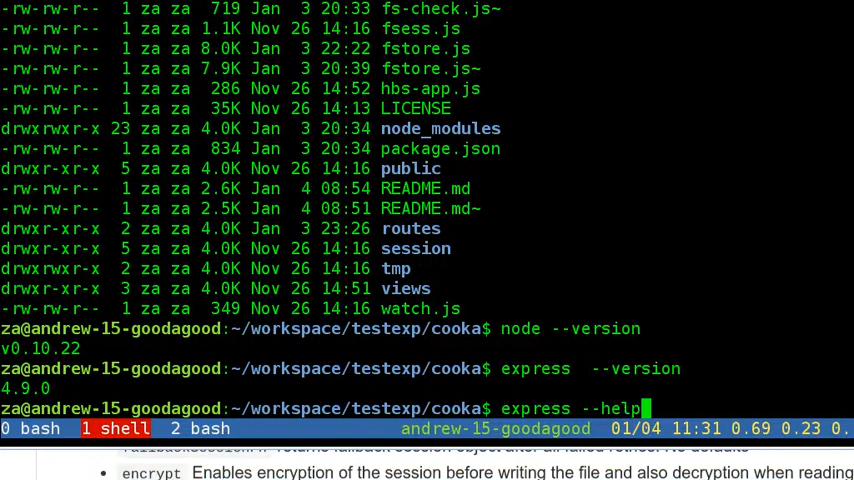 -rw-rw-r-- 1 za za 719 Jan 3 20:33 fs-check.js~
-rw-rw-r-- 1 za za 1.1K Nov 26 14:16 fsess.js
-rw-rw-r-- 1 za za 8.0K Jan 3 22:22 fstore.js
-rw-rw-r-- 1 za za 7.9K Jan 3 20:39 fstore.js~
-rw-rw-r-- 1 za za 286 Nov 26 14:52 hbs-app.js
-rw-rw-r-- 1 za za 35K Nov 26 14:13 LICENSE
drwxrwxr-x 23 za za 4.0K Jan 3 20:34 node_modules
-rw-rw-r-- 1 za za 834 Jan 3 20:34 package.json
drwxr-xr-x 5 za za 4.0K Nov 26 14:16 public
-rw-rw-r-- 1 za za 2.6K Jan 4 08:54 README.md
-rw-rw-r-- 1 za za 2.5K Jan 4 08:51 README.md~
drwxr-xr-x 2 za za 4.0K Jan 3 23:26 routes
drwxr-xr-x 5 za za 4.0K Nov 26 14:16 session
drwxrwxr-x 2 za za 4.0K Nov 26 14:16 tmp
drwxr-xr-x 3 za za 4.0K Nov 26 14:51 views
-rw-rw-r-- 1 za za 349 Nov 26 14:16 watch.js
za@andrew-15-goodagood:~/workspace/testexp/cooka$ node --version
v0.10.22
za@andrew-15-goodagood:~/workspace/testexp/cooka$ express  --version
4.9.0
za@andrew-15-goodagood:~/workspace/testexp/cooka$ express --help
0 bash 1 shell 2 bash andrew-15-goodagood 01/04 11:31 0.69 0.23 0.
returns fallback session object after all failed retries. No defaults
• encrypt Enables encryption of the session before writing the file and also decryption when reading